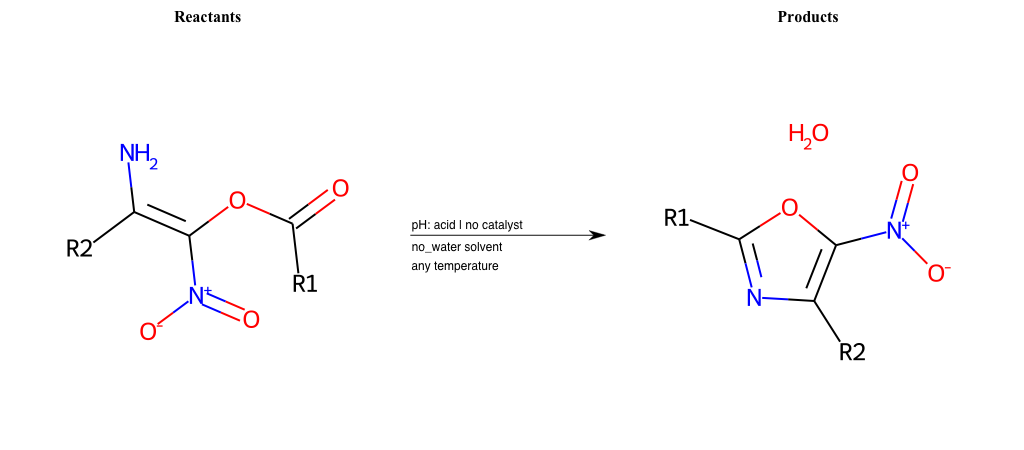 Reactants
Products
NH2
O
O
R2
R1
N+
O-
O
pH: acid | no catalyst
no_water solvent
any temperature
H2O
O
R1
O
N+
O-
N
R2